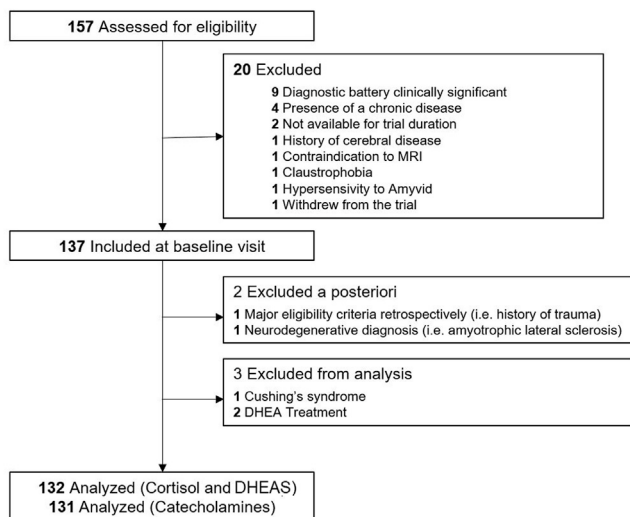 157 Assessed for eligibility
20 Excluded
9 Diagnostic battery clinically significant
4 Presence of a chronic disease
2 Not available for trial duration
1 History of cerebral disease
1 Contraindication to MRI
1 Claustrophobia
1 Hypersensivity to Amyvid
1 Withdrew from the trial
137 Included at baseline visit
2 Excluded a posteriori
1 Major eligibility criteria retrospectively (i.e. history of trauma)
1 Neurodegenerative diagnosis (i.e. amyotrophic lateral sclerosis)
3 Excluded from analysis
1 Cushing's syndrome
2 DHEA Treatment
132 Analyzed (Cortisol and DHEAS)
131 Analyzed (Catecholamines)